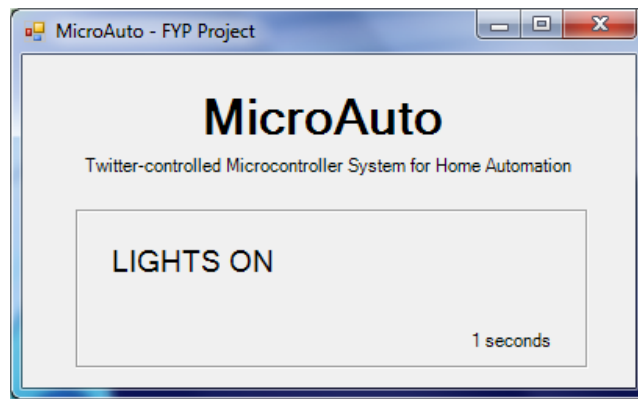 MicroAuto - FYP Project
MicroAuto
Twitter-controlled Microcontroller System for Home Automation
LIGHTS ON
1 seconds